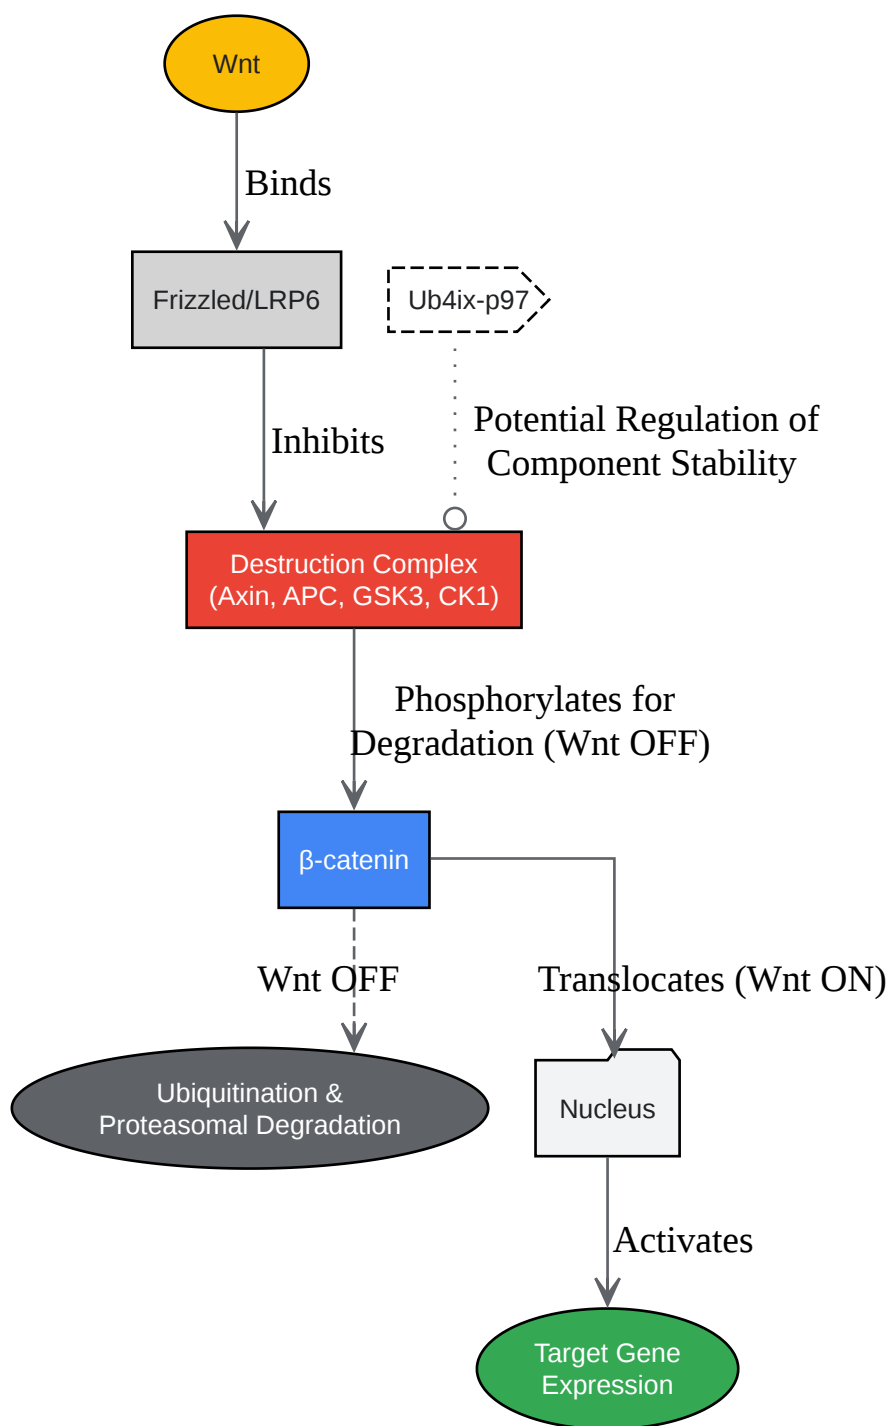 Wnt
Binds
Frizzled/LRP6
Ub4ix-p97
Inhibits
Potential Regulation of
Component Stability
Destruction Complex
(Axin, APC, GSK3, CK1)
Phosphorylates for
Degradation (Wnt OFF)
β-catenin
Wnt OFF
Translocates (Wnt ON)
Ubiquitination &
Proteasomal Degradation
Nucleus
Activates
Target Gene
Expression